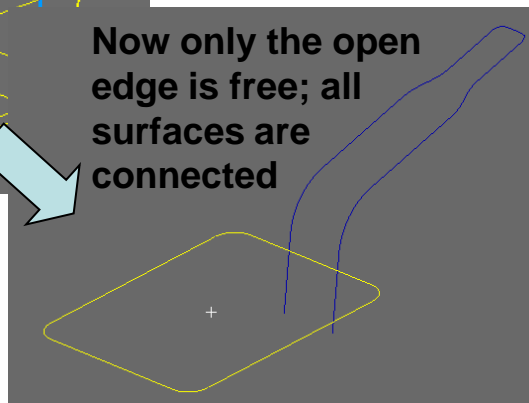 Now only the open
edge is free; all
surfaces are
connected